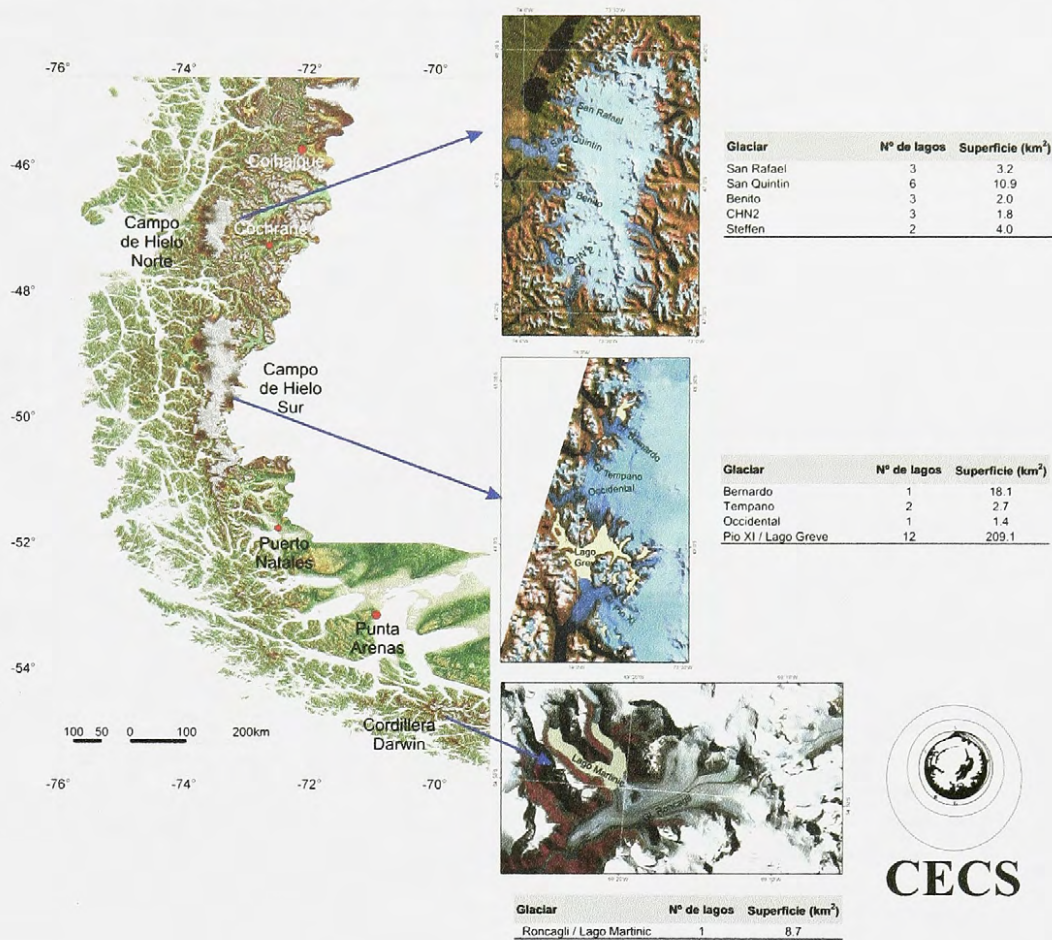 -76°
-74
-72
-70
-46°
-48°
-50°
-52°
-54°
Coihaique
Cochrane
Campo
de Hielo
Norte
Campo
de Hielo
Sur
Puerto
Natales
Punta
Arenas
Cordillera
Darwin
100 50 0 100 200km
-76°
-74
-72
-70
Gl. San Rafael
Gl. San Quintín
Gl. Benito
Gl. CHN2
Glaciar Nº de lagos Superficie (km²)
San Rafael 3 3.2
San Quintin 6 10.9
Benito 3 2.0
CHN2 3 1.8
Steffen 2 4.0
Bernardo
Tempano
Occidental
Lago
Greve
Glaciar Nº de lagos Superficie (km²)
Bernardo 1 18.1
Tempano 2 2.7
Occidental 1 1.4
Pio XI / Lago Greve 12 209.1
Lago Martinic
Roncagli
CECS
Glaciar Nº de lagos Superficie (km²)
Roncagli / Lago Martinic 1 8.7